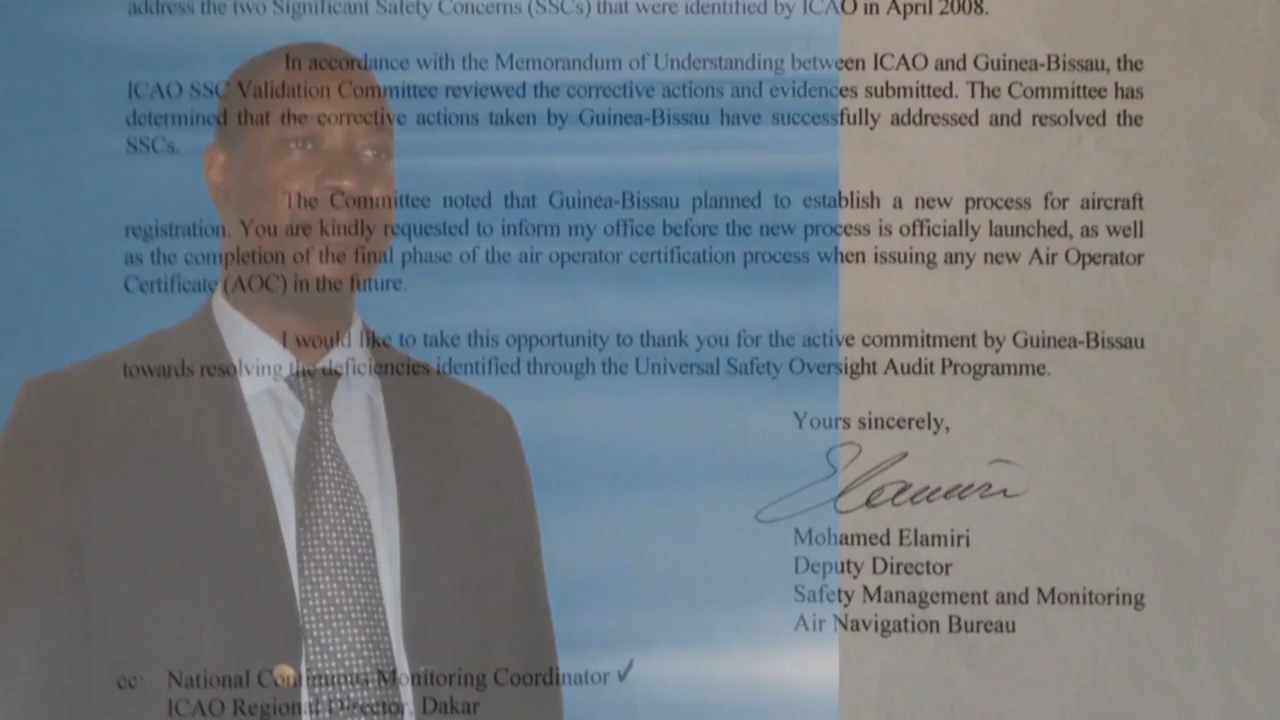 address the two Significant Safety Concerns (SSCs) that were identified by ICAO in April 2008.
In accordance with the Memorandum of Understanding between ICAO and Guinea-Bissau, the
ICAO SSC Validation Committee reviewed the corrective actions and evidences submitted. The Committee has
determined that the corrective actions taken by Guinea-Bissau have successfully addressed and resolved the
SSCs.
The Committee noted that Guinea-Bissau planned to establish a new process for aircraft
registration. You are kindly requested to inform my office before the new process is officially launched, as well
as the completion of the final phase of the air operator certification process when issuing any new Air Operator
Certificate (AOC) in the future.
I would like to take this opportunity to thank you for the active commitment by Guinea-Bissau
towards resolving the deficiencies identified through the Universal Safety Oversight Audit Programme.
Yours sincerely,
Elamiri
Mohamed Elamiri
Deputy Director
Safety Management and Monitoring
Air Navigation Bureau
cc: National Continuous Monitoring Coordinator ✓
ICAO Regional Director, Dakar